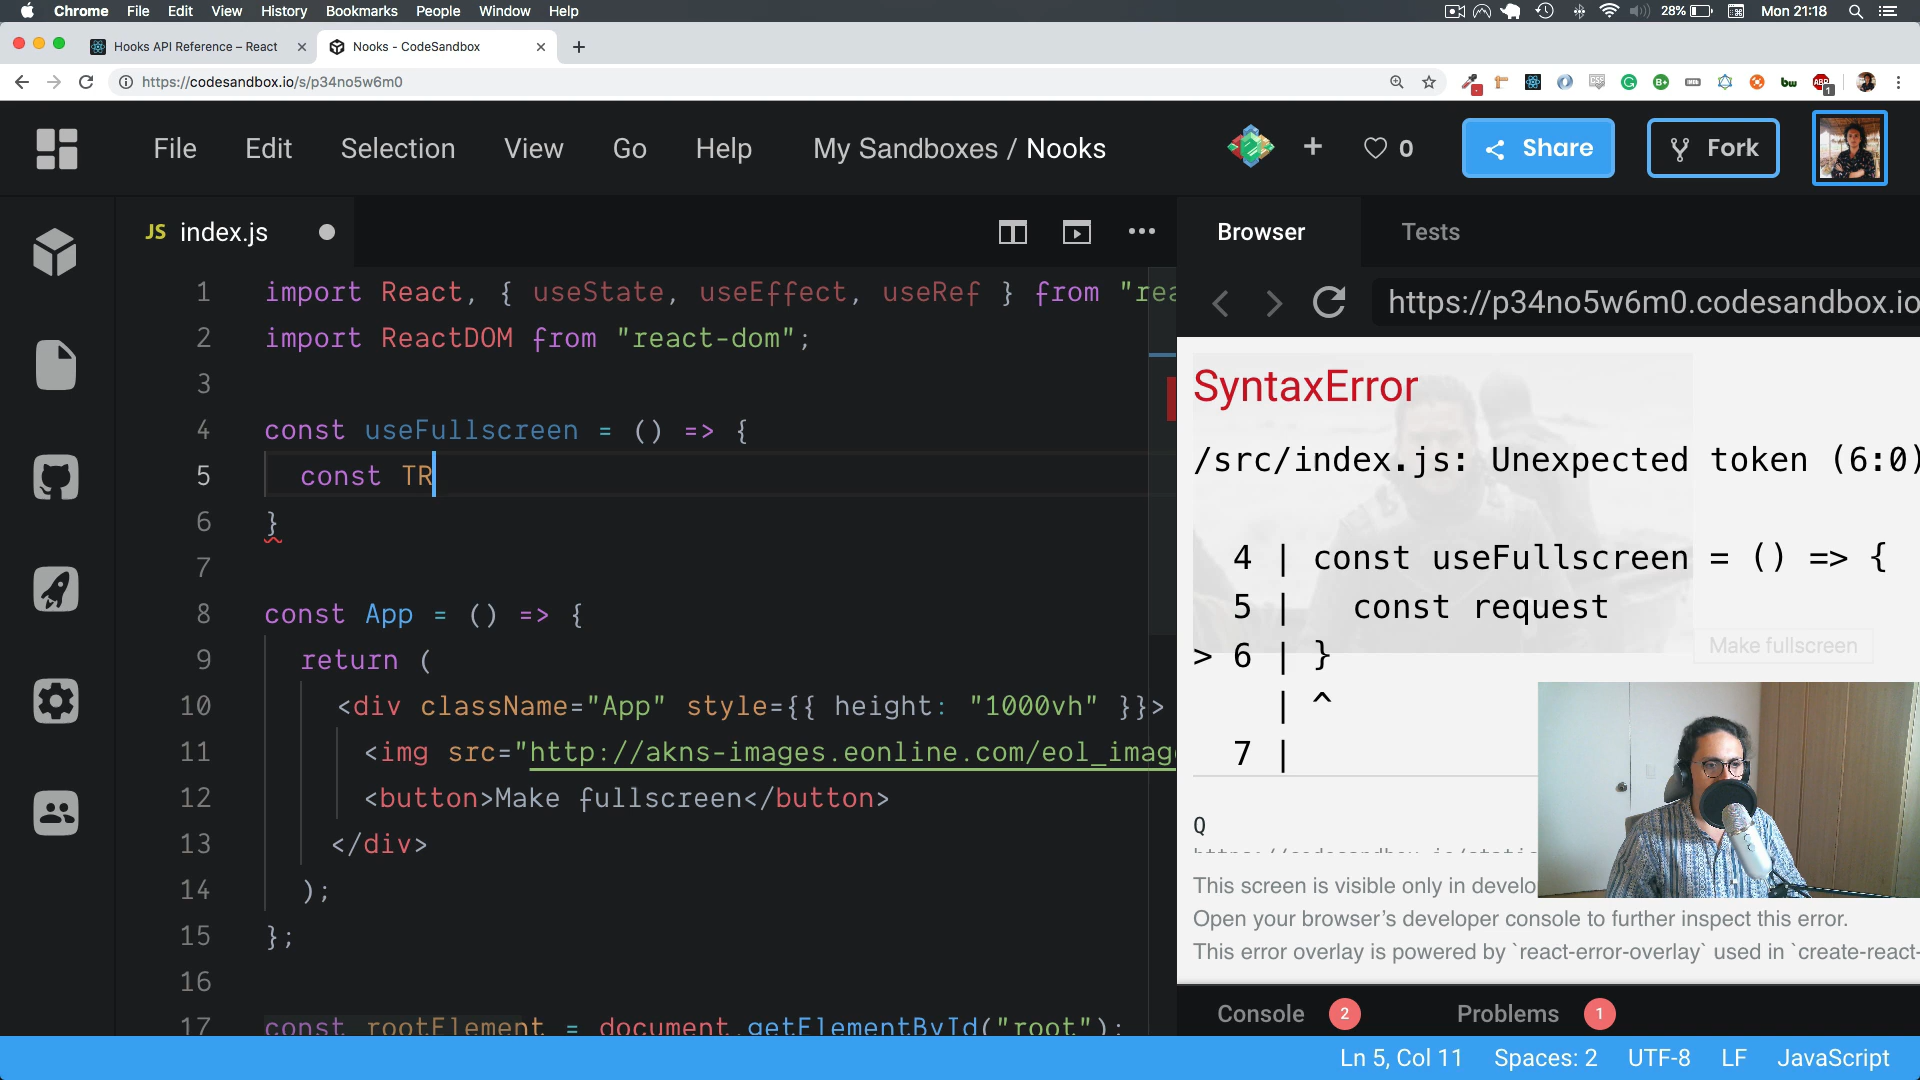 Chrome File Edit View History Bookmarks People Window Help 28% Mon 21:18
Hooks API Reference – React Nooks - CodeSandbox
https://codesandbox.io/s/p34no5w6m0
File Edit Selection View Go Help My Sandboxes / Nooks 0 Share Fork
JS index.js
Browser Tests
https://p34no5w6m0.codesandbox.io
1 import React, { useState, useEffect, useRef } from "rea
2 import ReactDOM from "react-dom";
3
4 const useFullscreen = () => {
5 const TR
6 }
7
8 const App = () => {
9 return (
10 <div className="App" style={{ height: "1000vh" }}>
11 <img src="http://akns-images.eonline.com/eol_imag
12 <button>Make fullscreen</button>
13 </div>
14 );
15 };
16
17 const rootElement = document.getElementById("root");
SyntaxError
/src/index.js: Unexpected token (6:0)
4 | const useFullscreen = () => {
5 | const request
> 6 | }
| ^
7 |
Make fullscreen
Q
This screen is visible only in develo
Open your browser’s developer console to further inspect this error.
This error overlay is powered by `react-error-overlay` used in `create-react-
Console 2 Problems 1
Ln 5, Col 11 Spaces: 2 UTF-8 LF JavaScript